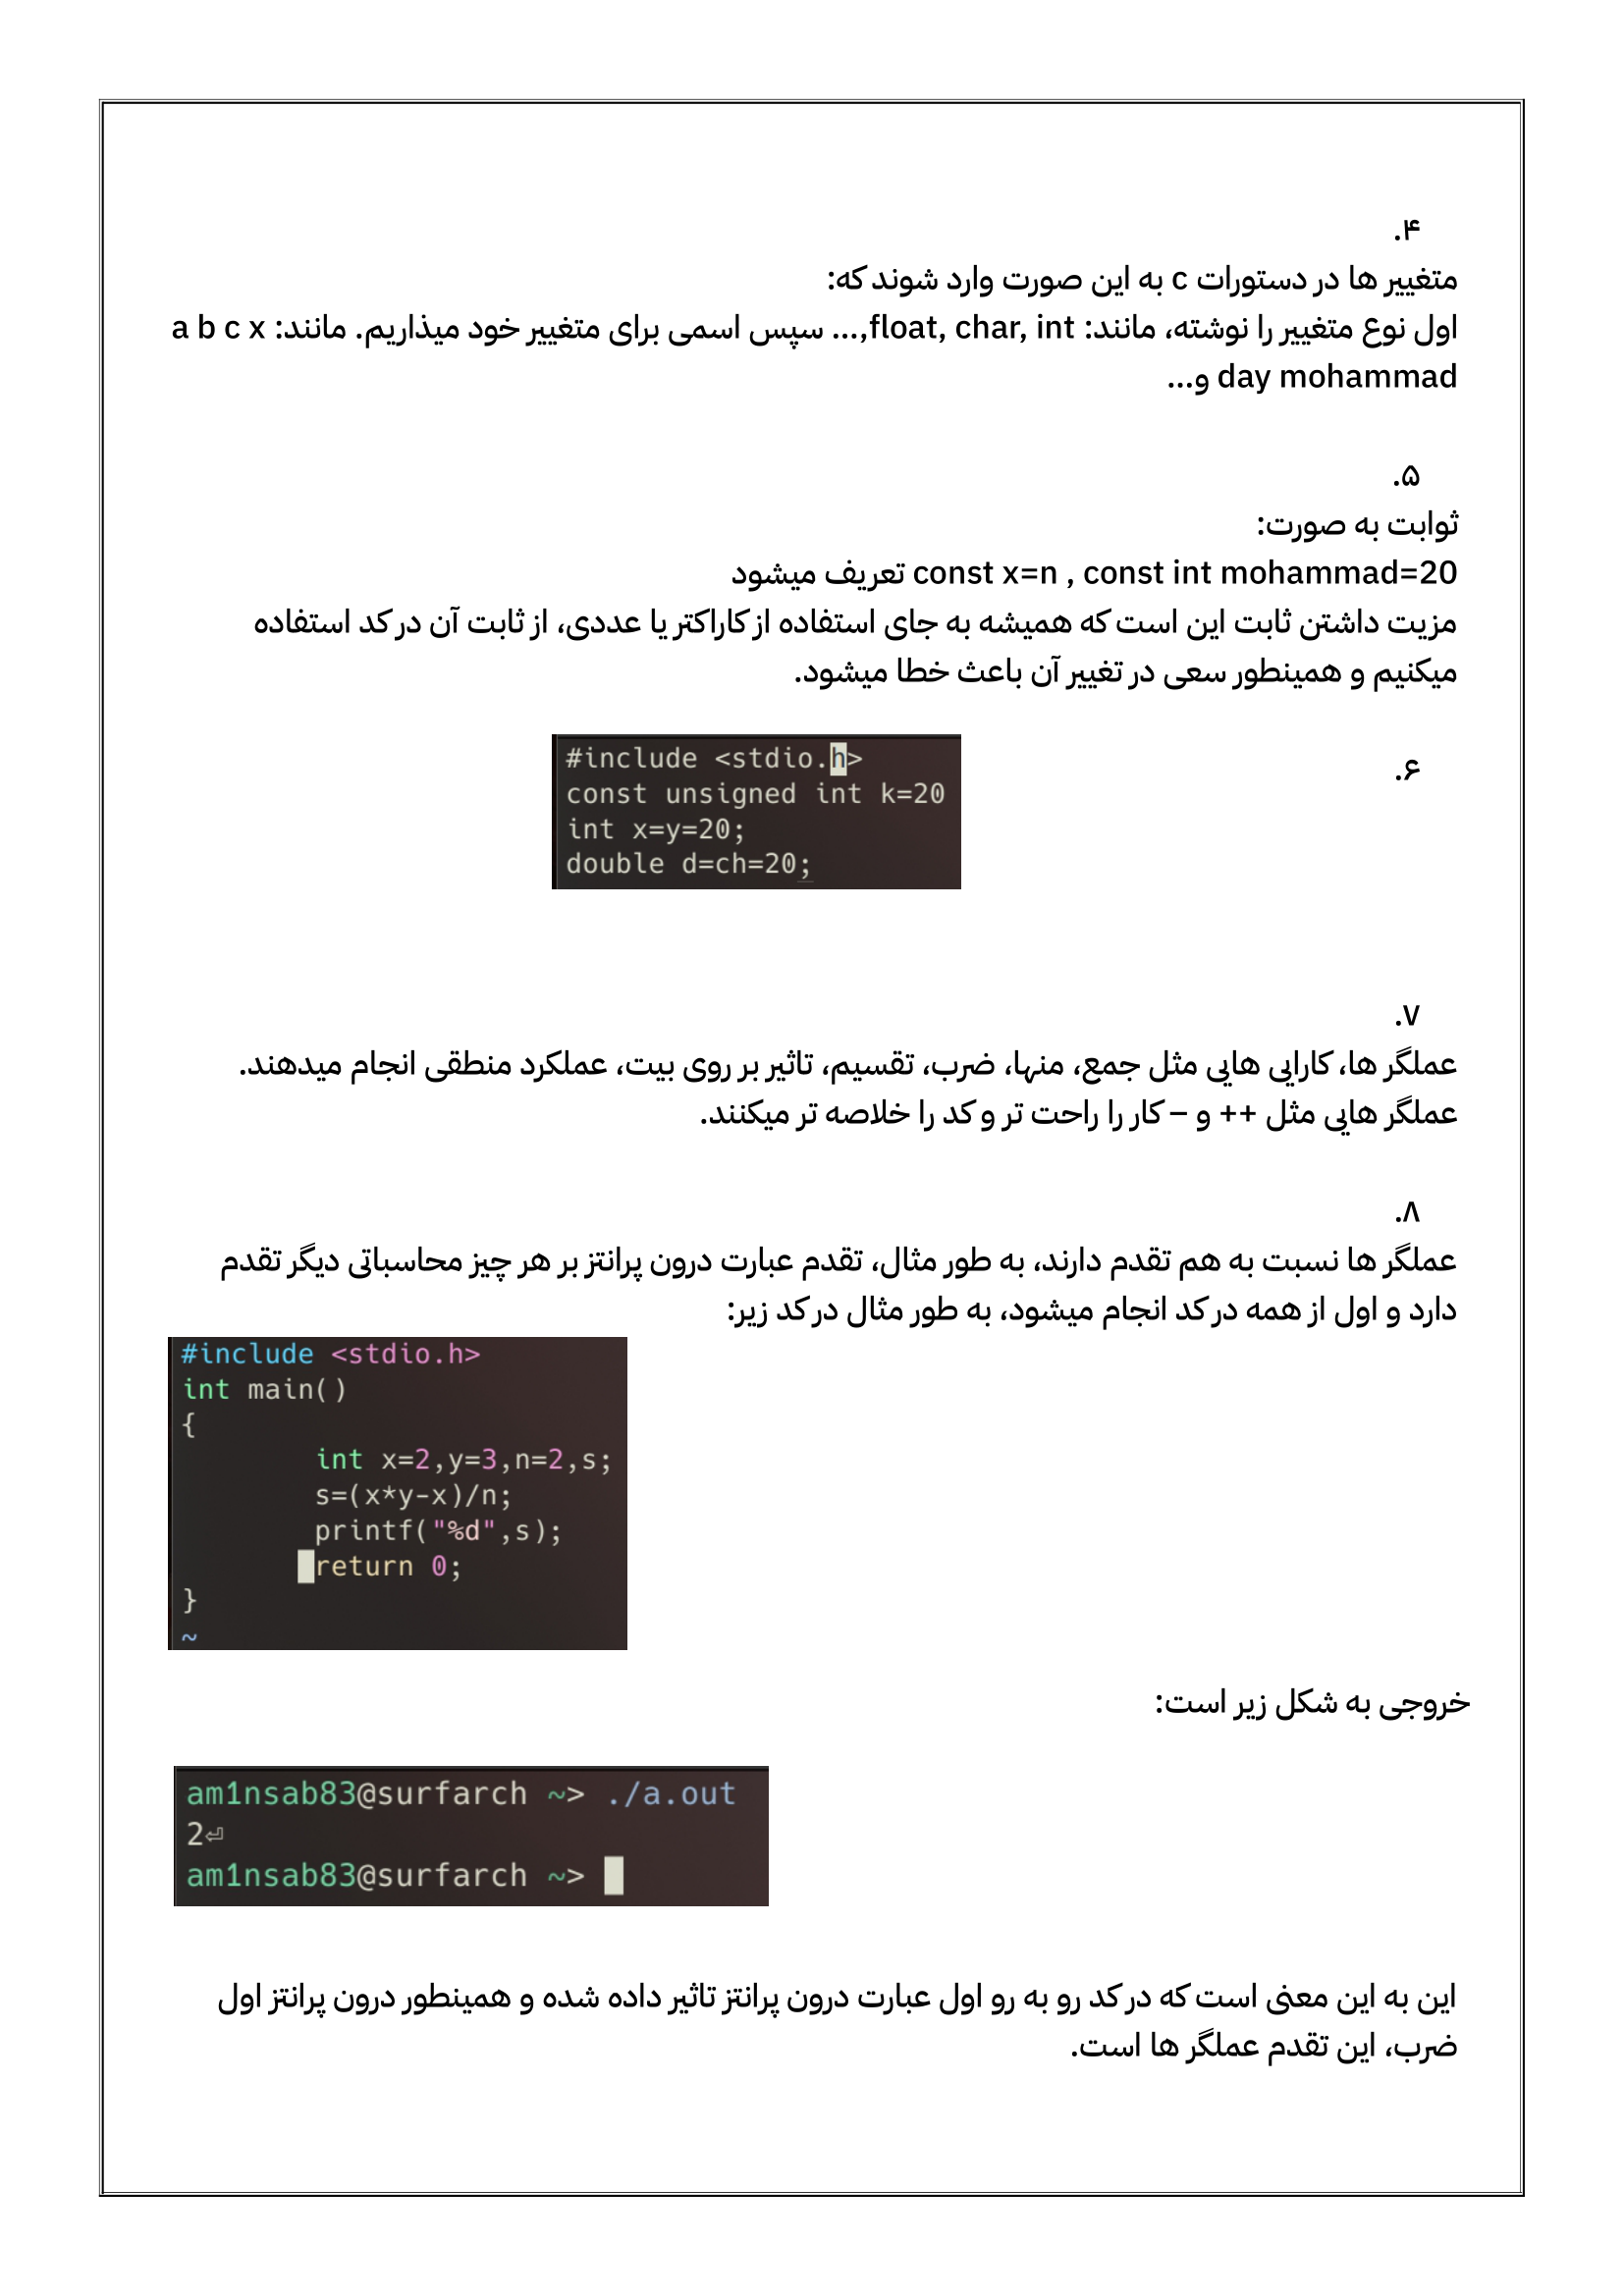 ۴.
متغییر ها در دستورات c به این صورت وارد شوند که:
اول نوع متغییر را نوشته، مانند: float, char, int,... سپس اسمی برای متغییر خود میذاریم. مانند: a b c x
day mohammad و...
۵.
ثوابت به صورت:
const x=n , const int mohammad=20 تعریف میشود
مزیت داشتن ثابت این است که همیشه به جای استفاده از کاراکتر یا عددی، از ثابت آن در کد استفاده
میکنیم و همینطور سعی در تغییر آن باعث خطا میشود.
۶.
#include <stdio.h>
const unsigned int k=20
int x=y=20;
double d=ch=20;
۷.
عملگر ها، کارایی هایی مثل جمع، منها، ضرب، تقسیم، تاثیر بر روی بیت، عملکرد منطقی انجام میدهند.
عملگر هایی مثل ++ و – کار را راحت تر و کد را خلاصه تر میکنند.
۸.
عملگر ها نسبت به هم تقدم دارند، به طور مثال، تقدم عبارت درون پرانتز بر هر چیز محاسباتی دیگر تقدم
دارد و اول از همه در کد انجام میشود، به طور مثال در کد زیر:
#include <stdio.h>
int main()
{
int x=2,y=3,n=2,s;
s=(x*y-x)/n;
printf("%d",s);
return 0;
}
~
خروجی به شکل زیر است:
am1nsab83@surfarch ~> ./a.out
2⏎
am1nsab83@surfarch ~>
این به این معنی است که در کد رو به رو اول عبارت درون پرانتز تاثیر داده شده و همینطور درون پرانتز اول
ضرب، این تقدم عملگر ها است.